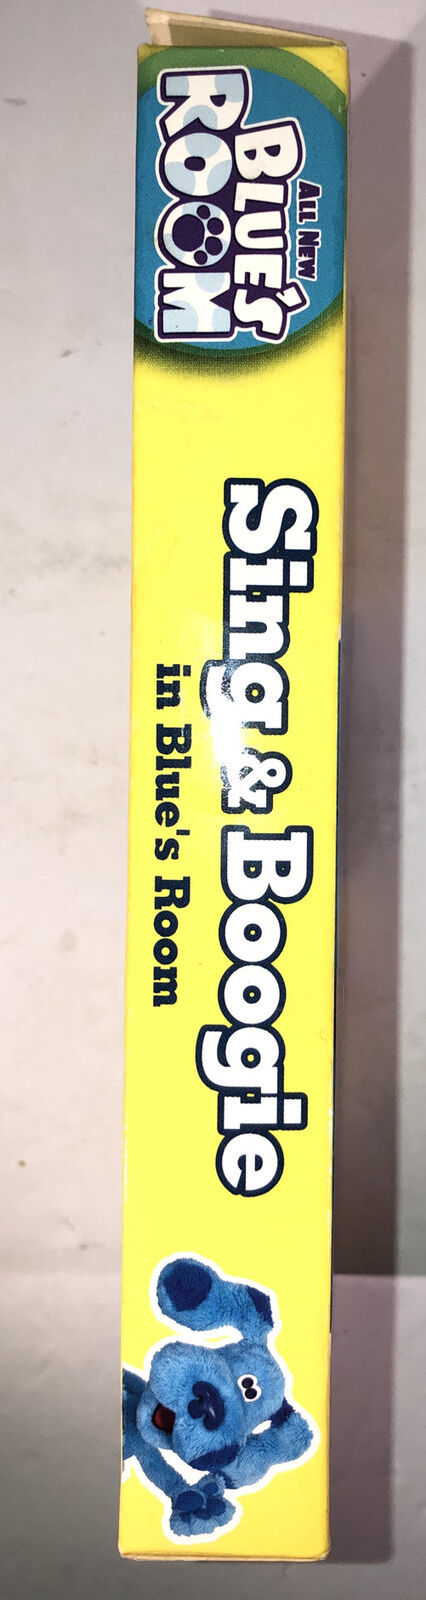 ALL NEW
BLUE'S
ROOM
Sing & Boogie
in Blue's Room